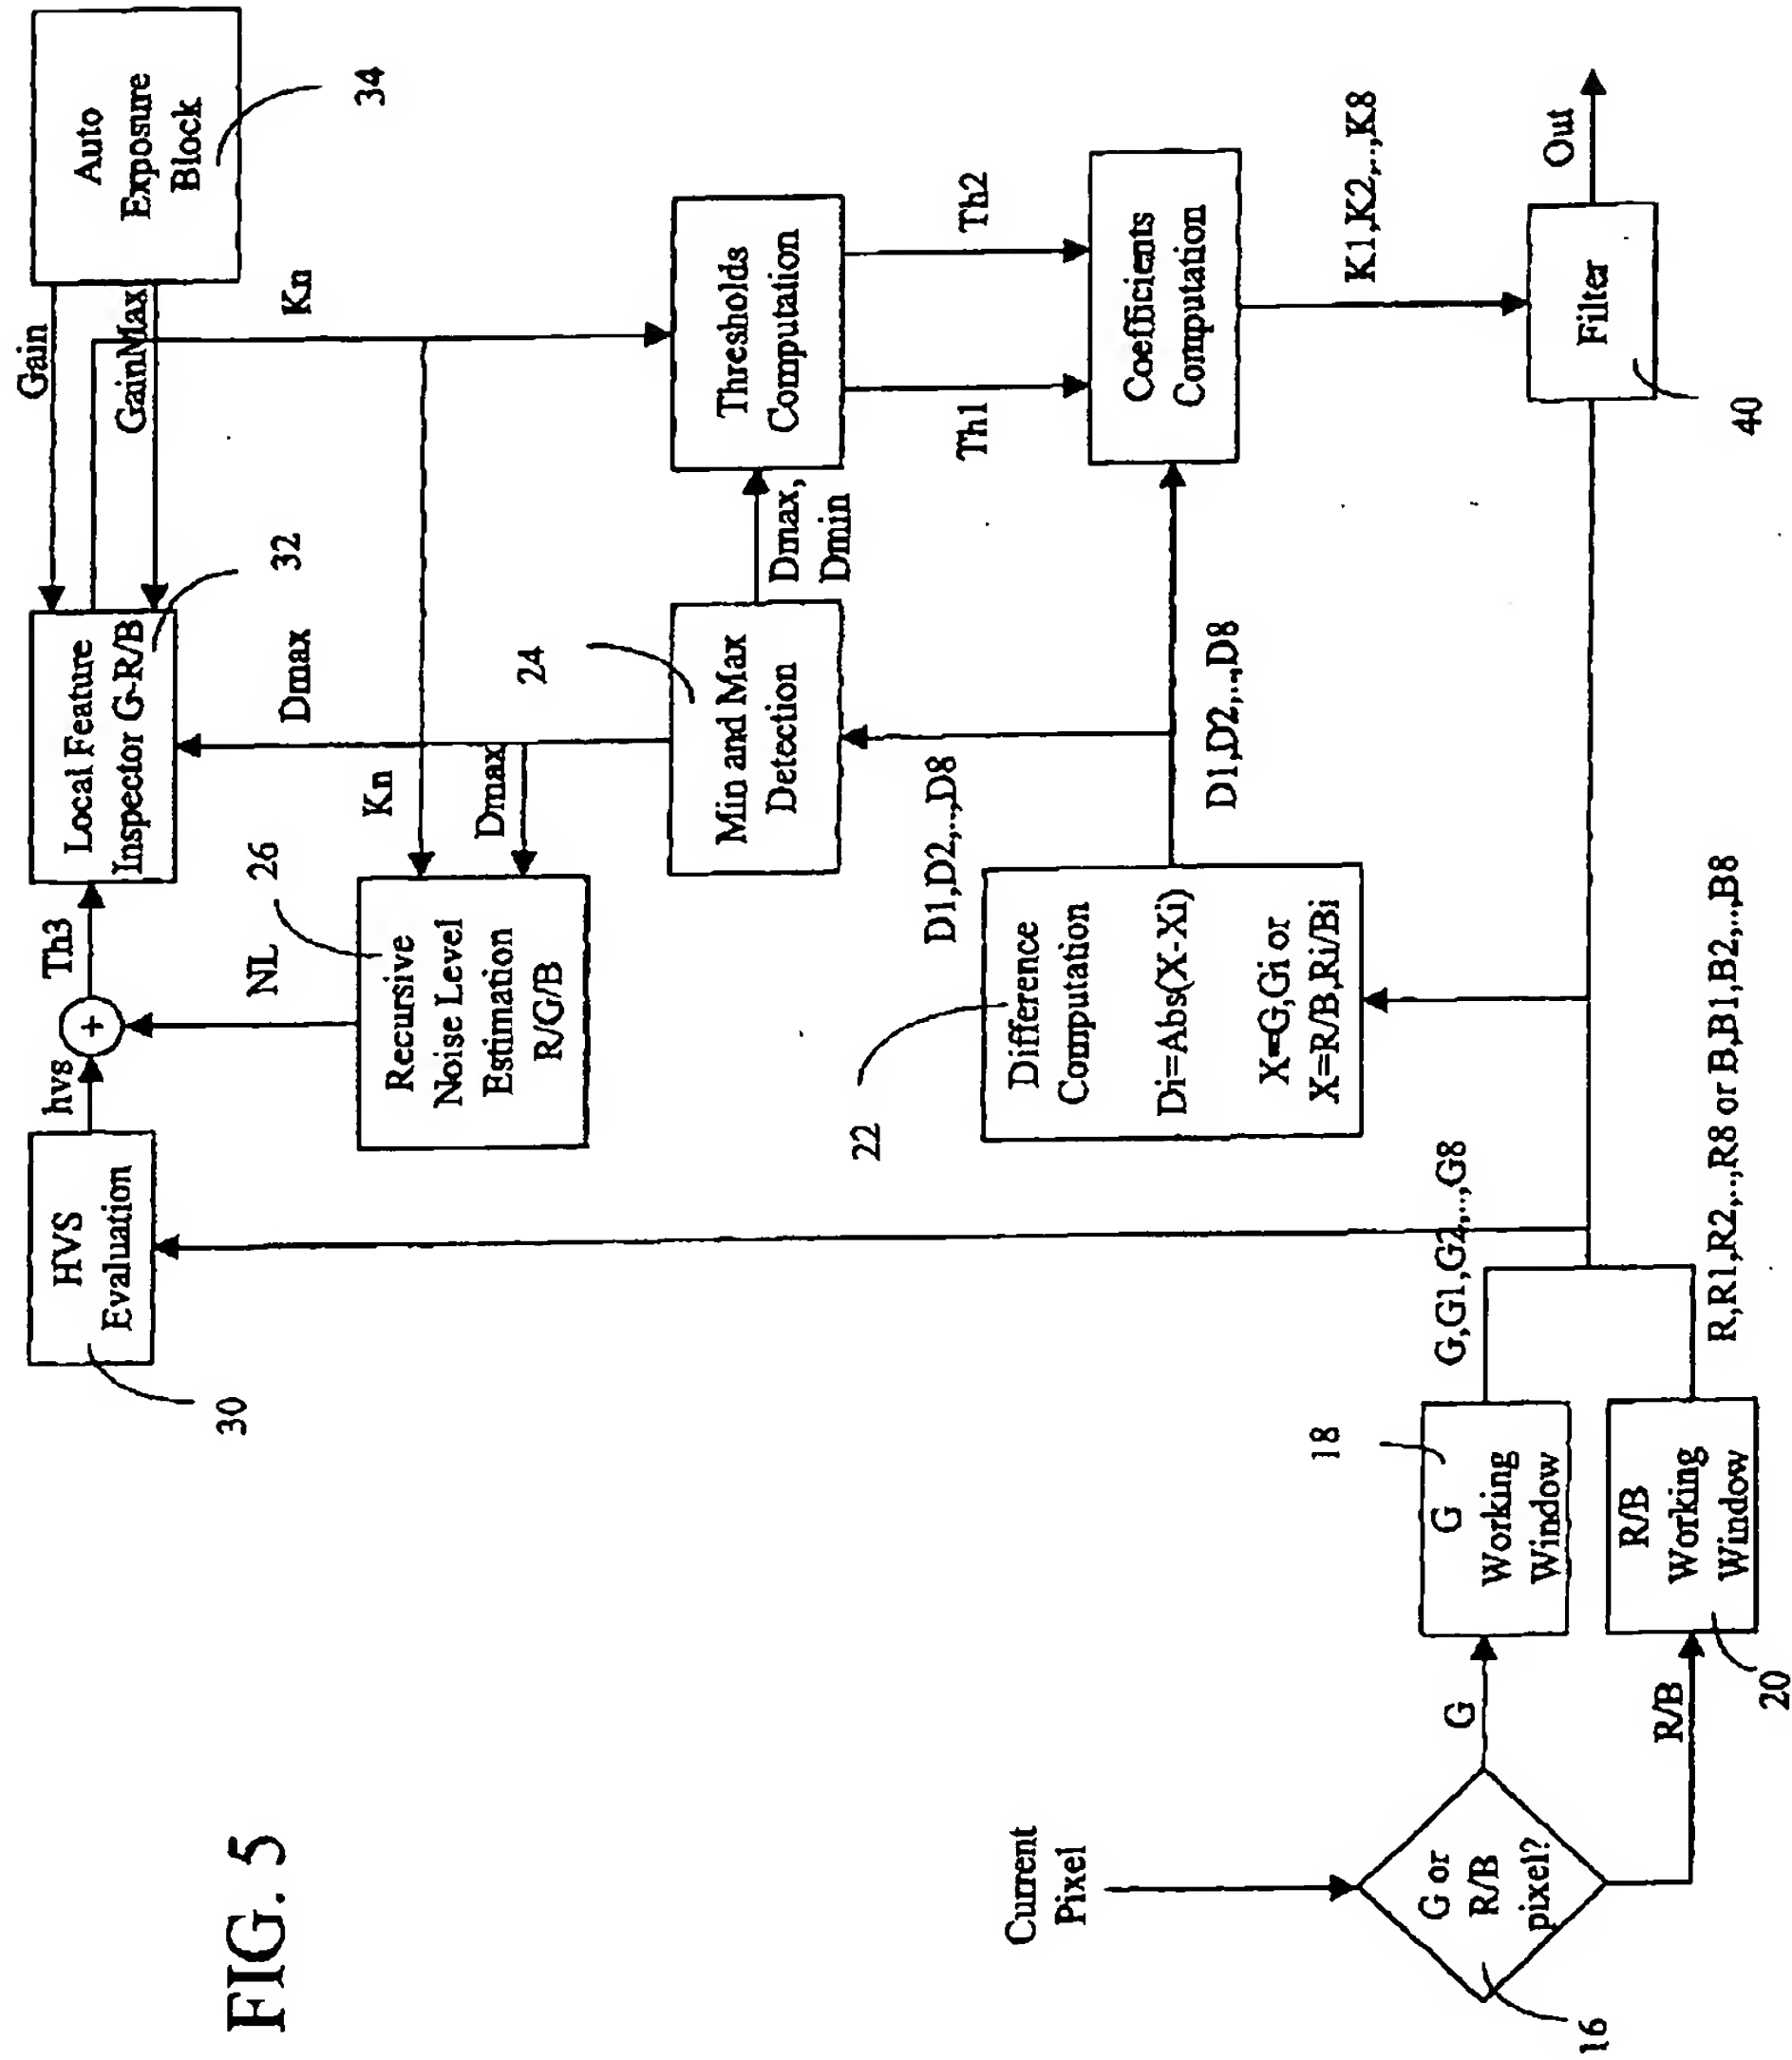 FIG. 5
Current
Pixel
G or
R/B
pixel?
16
G
R/B
G
Working
Window
18
R/B
Working
Window
20
G,G1,G2,..,G8
R,R1,R2,..,R8 or B,B1,B2,..,B8
HVS
Evaluation
30
hvs
+
Th3
NL
Recursive
Noise Level
Estimation
R/G/B
26
Difference
Computation
Di=Abs(X-Xi)
X=G,Gi or
X=R/B,Ri/Bi
22
D1,D2,..,D8
D1,D2,..,D8
Local Feature
Inspector G-R/B
32
Dmax
Kn
Dmax
Min and Max
Detection
24
Dmax,
Dmin
Gain
GainMax
Kn
Auto
Exposure
Block
34
Thresholds
Computation
Th1
Th2
Coefficients
Computation
K1,K2,..,K8
Filter
40
Out